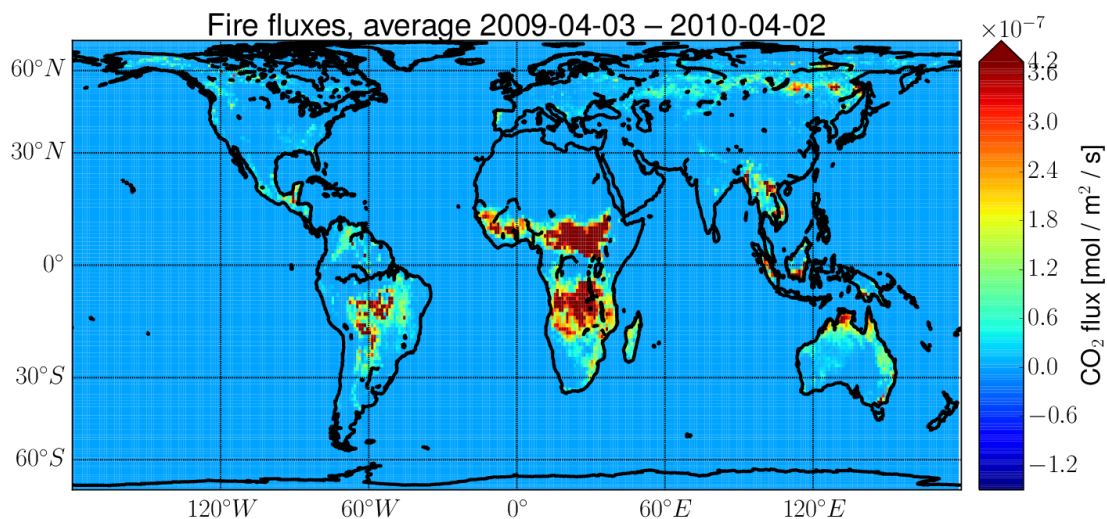 Fire fluxes, average 2009-04-03 – 2010-04-02
×10⁻⁷
60°N
30°N
0°
30°S
60°S
120°W 60°W 0° 60°E 120°E
4.2
3.6
3.0
2.4
1.8
1.2
0.6
0.0
−0.6
−1.2
CO₂ flux [mol / m² / s]